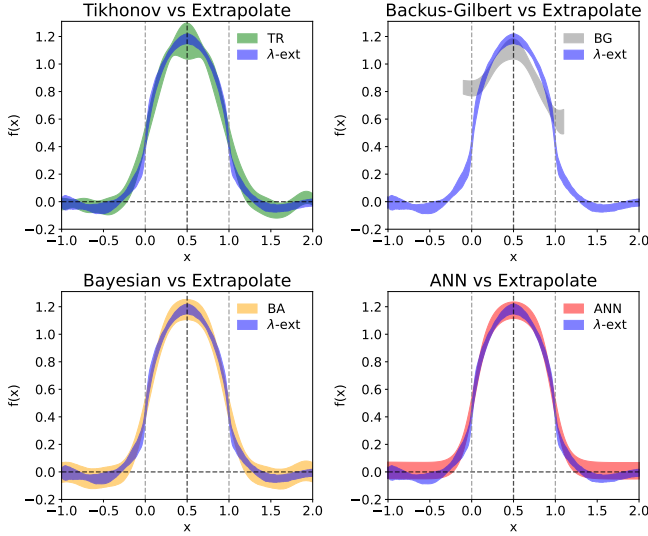 Tikhonov vs Extrapolate
Backus-Gilbert vs Extrapolate
1.2
1.0
0.8
0.6
0.4
0.2
0.0
−0.2
f(x)
TR
λ-ext
−1.0 −0.5 0.0 0.5 1.0 1.5 2.0
x
1.2
1.0
0.8
0.6
0.4
0.2
0.0
−0.2
f(x)
BG
λ-ext
−1.0 −0.5 0.0 0.5 1.0 1.5 2.0
x
Bayesian vs Extrapolate
ANN vs Extrapolate
1.2
1.0
0.8
0.6
0.4
0.2
0.0
−0.2
f(x)
BA
λ-ext
−1.0 −0.5 0.0 0.5 1.0 1.5 2.0
x
1.2
1.0
0.8
0.6
0.4
0.2
0.0
−0.2
f(x)
ANN
λ-ext
−1.0 −0.5 0.0 0.5 1.0 1.5 2.0
x